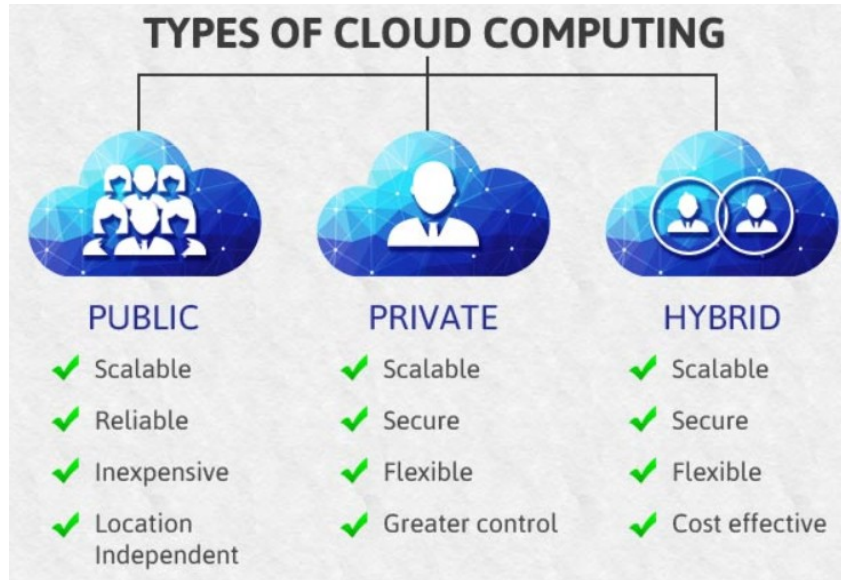 TYPES OF CLOUD COMPUTING
PUBLIC
Scalable
Reliable
Inexpensive
Location
Independent
PRIVATE
Scalable
Secure
Flexible
Greater control
HYBRID
Scalable
Secure
Flexible
Cost effective